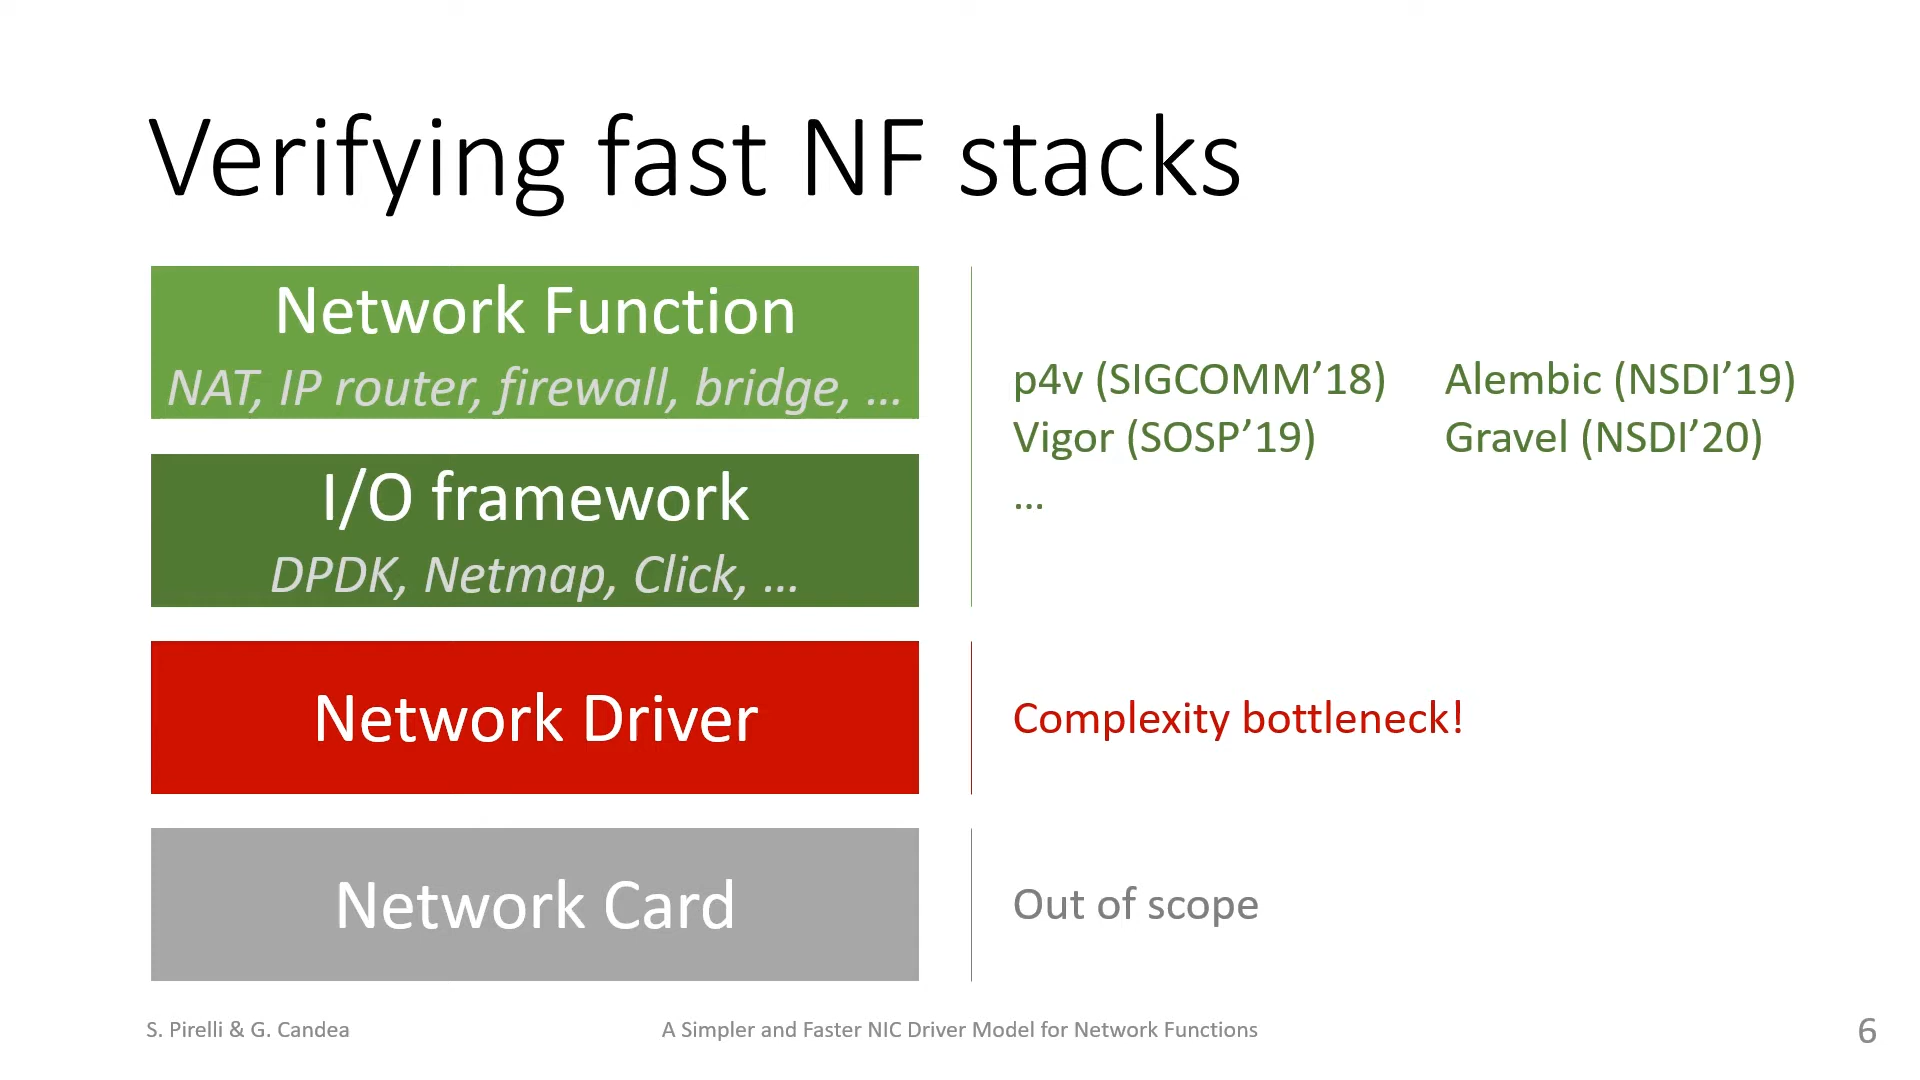 Verifying fast NF stacks
Network Function
NAT, IP router, firewall, bridge, ...
I/O framework
DPDK, Netmap, Click, ...
p4v (SIGCOMM’18) Alembic (NSDI’19)
Vigor (SOSP’19) Gravel (NSDI’20)
...
Network Driver
Complexity bottleneck!
Network Card
Out of scope
S. Pirelli & G. Candea
A Simpler and Faster NIC Driver Model for Network Functions
6